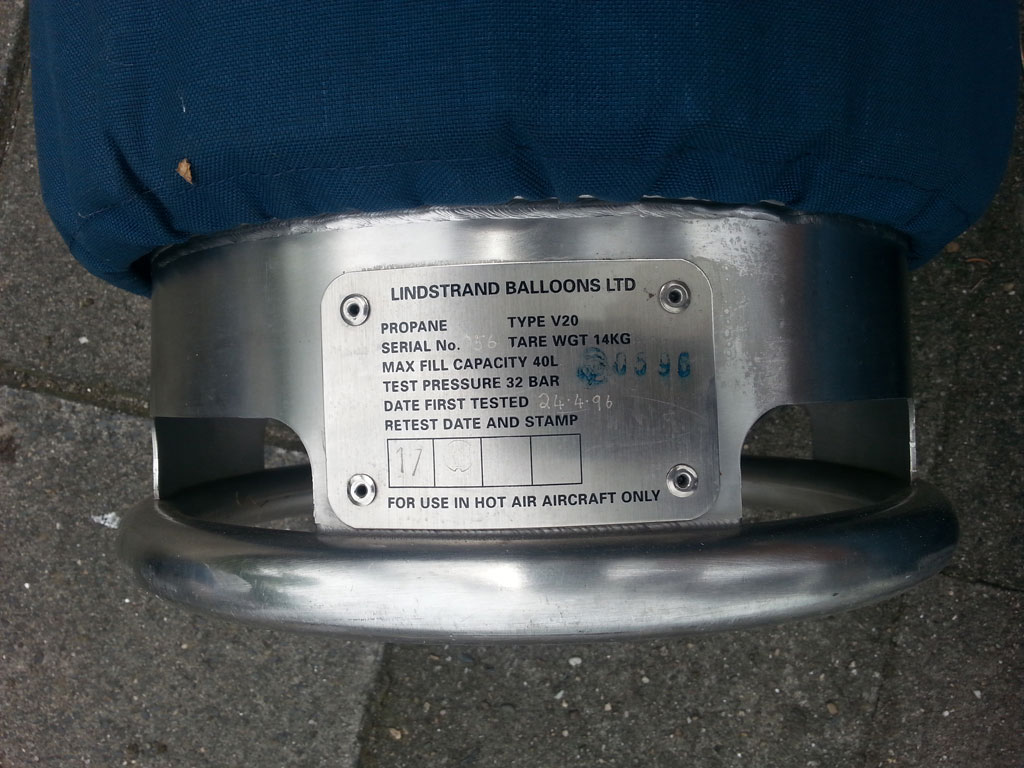 LINDSTRAND BALLOONS LTD
PROPANE TYPE V20
SERIAL No. 056 TARE WGT 14KG
MAX FILL CAPACITY 40L
0596
TEST PRESSURE 32 BAR
DATE FIRST TESTED 24·4·96
RETEST DATE AND STAMP
17
FOR USE IN HOT AIR AIRCRAFT ONLY